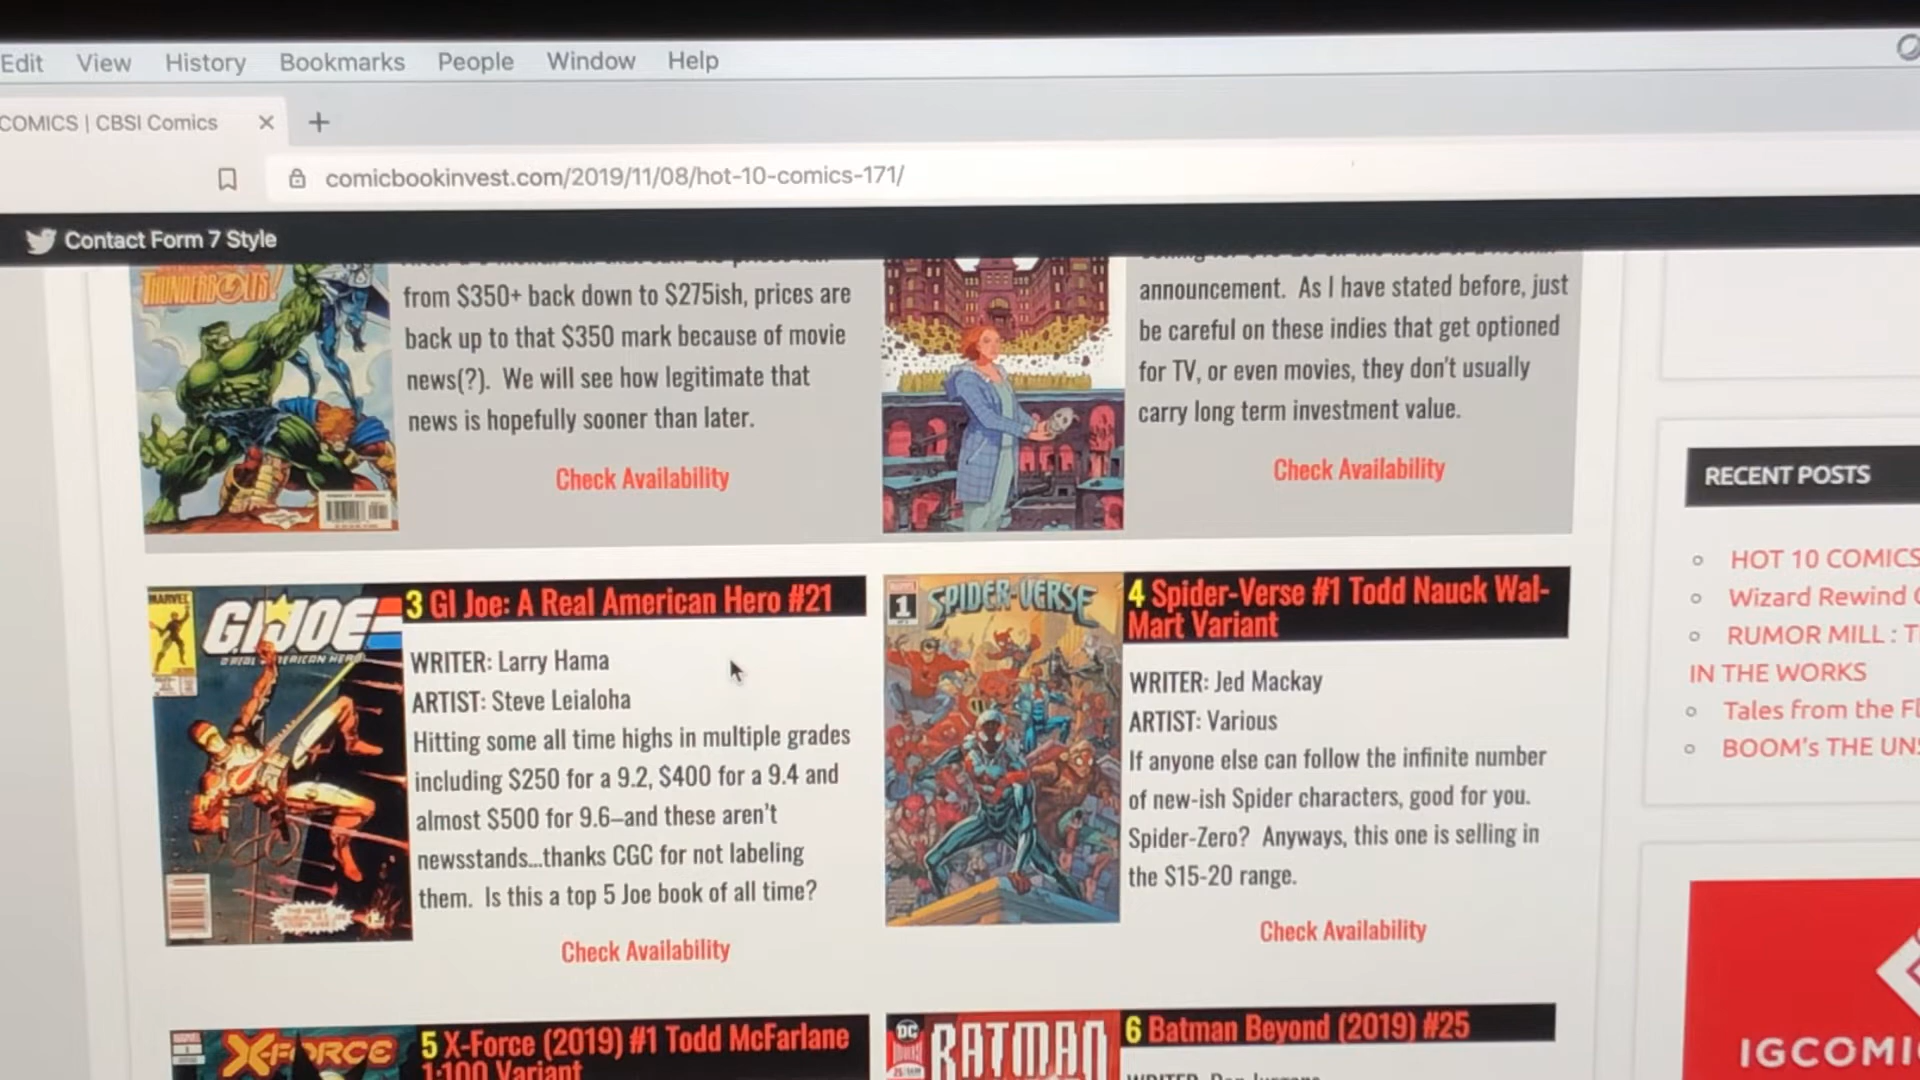 Edit View History Bookmarks People Window Help
COMICS | CBSI Comics
comicbookinvest.com/2019/11/08/hot-10-comics-171/
Contact Form 7 Style
THUNDERBOLTS!
from $350+ back down to $275ish, prices are
back up to that $350 mark because of movie
news(?). We will see how legitimate that
news is hopefully sooner than later.
Check Availability
announcement. As I have stated before, just
be careful on these indies that get optioned
for TV, or even movies, they don't usually
carry long term investment value.
Check Availability
MARVEL
G.I.JOE
A REAL AMERICAN HERO
3 GI Joe: A Real American Hero #21
WRITER: Larry Hama
ARTIST: Steve Leialoha
Hitting some all time highs in multiple grades
including $250 for a 9.2, $400 for a 9.4 and
almost $500 for 9.6–and these aren't
newsstands...thanks CGC for not labeling
them. Is this a top 5 Joe book of all time?
Check Availability
1
SPIDER-VERSE
4 Spider-Verse #1 Todd Nauck Wal-
Mart Variant
WRITER: Jed Mackay
ARTIST: Various
If anyone else can follow the infinite number
of new-ish Spider characters, good for you.
Spider-Zero? Anyways, this one is selling in
the $15-20 range.
Check Availability
X-FORCE
5 X-Force (2019) #1 Todd McFarlane
1:100 Variant
DC
BATMAN
6 Batman Beyond (2019) #25
RECENT POSTS
HOT 10 COMICS
Wizard Rewind
RUMOR MILL : T
IN THE WORKS
Tales from the Fl
BOOM's THE UNS
IGCOMI